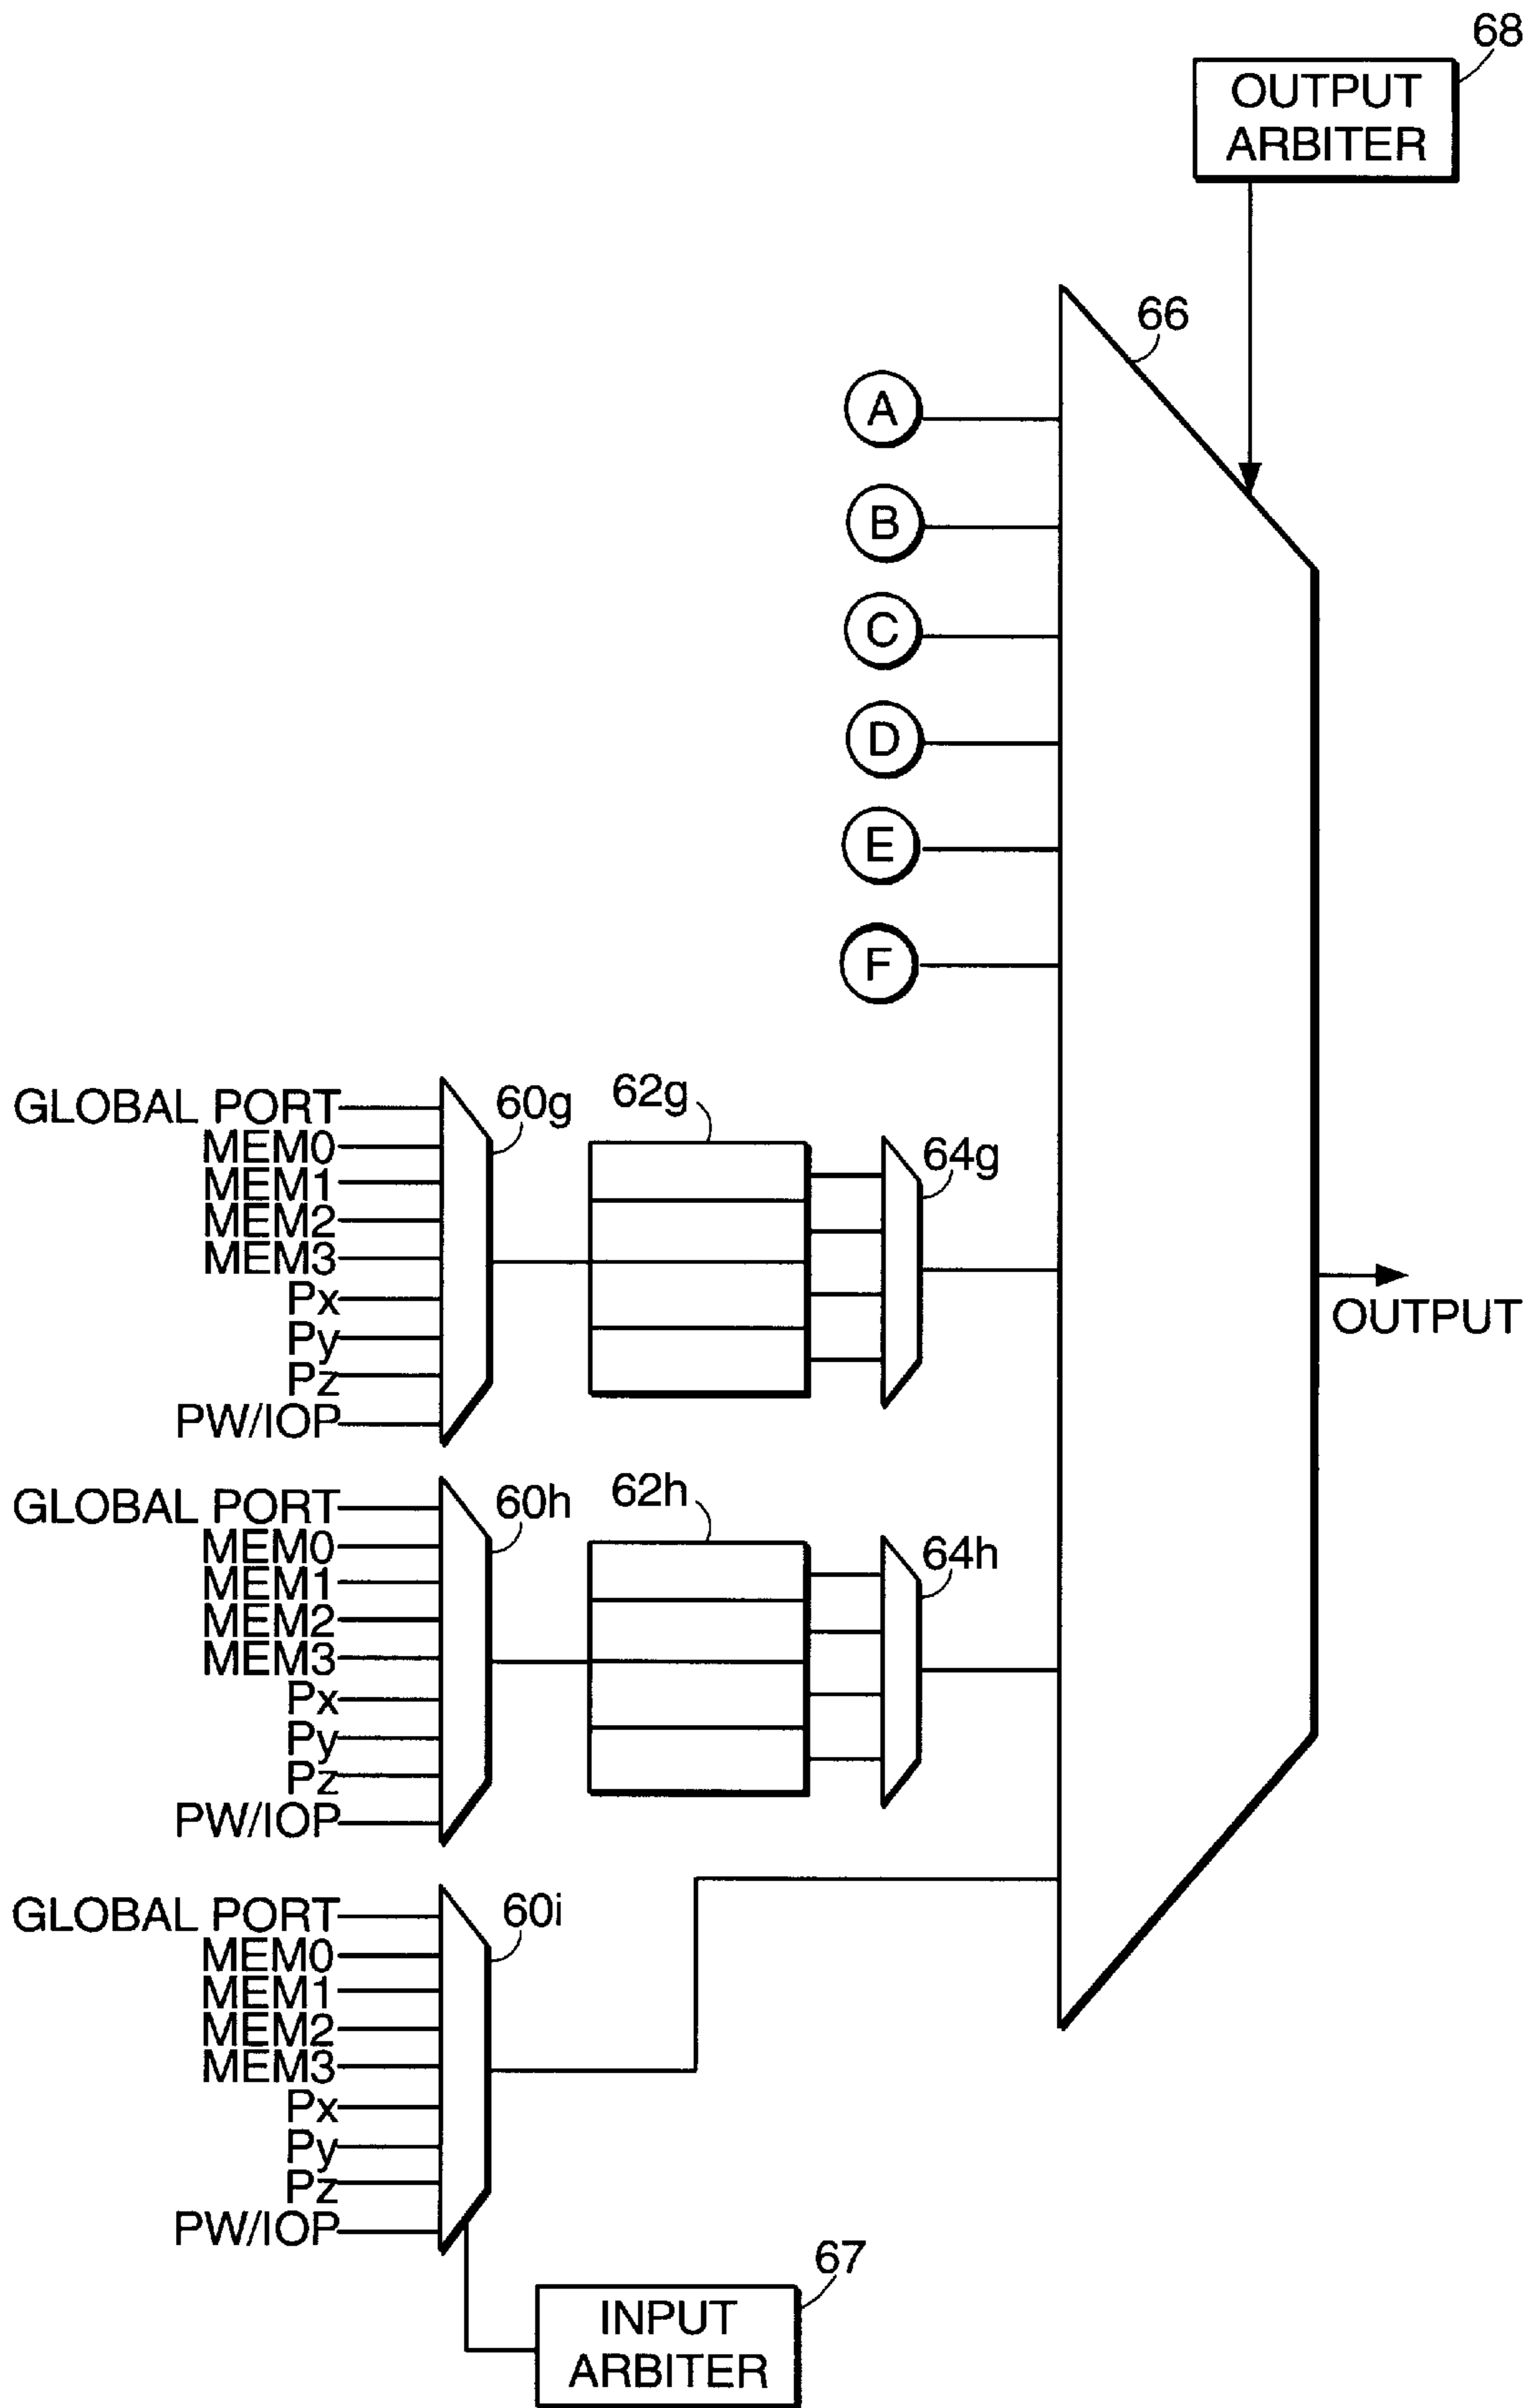 68
OUTPUT
ARBITER
66
A
B
C
D
E
F
GLOBAL PORT
MEM0
MEM1
MEM2
MEM3
Px
Py
Pz
PW/IOP
60g
62g
64g
OUTPUT
GLOBAL PORT
MEM0
MEM1
MEM2
MEM3
Px
Py
Pz
PW/IOP
60h
62h
64h
GLOBAL PORT
MEM0
MEM1
MEM2
MEM3
Px
Py
Pz
PW/IOP
60i
67
INPUT
ARBITER